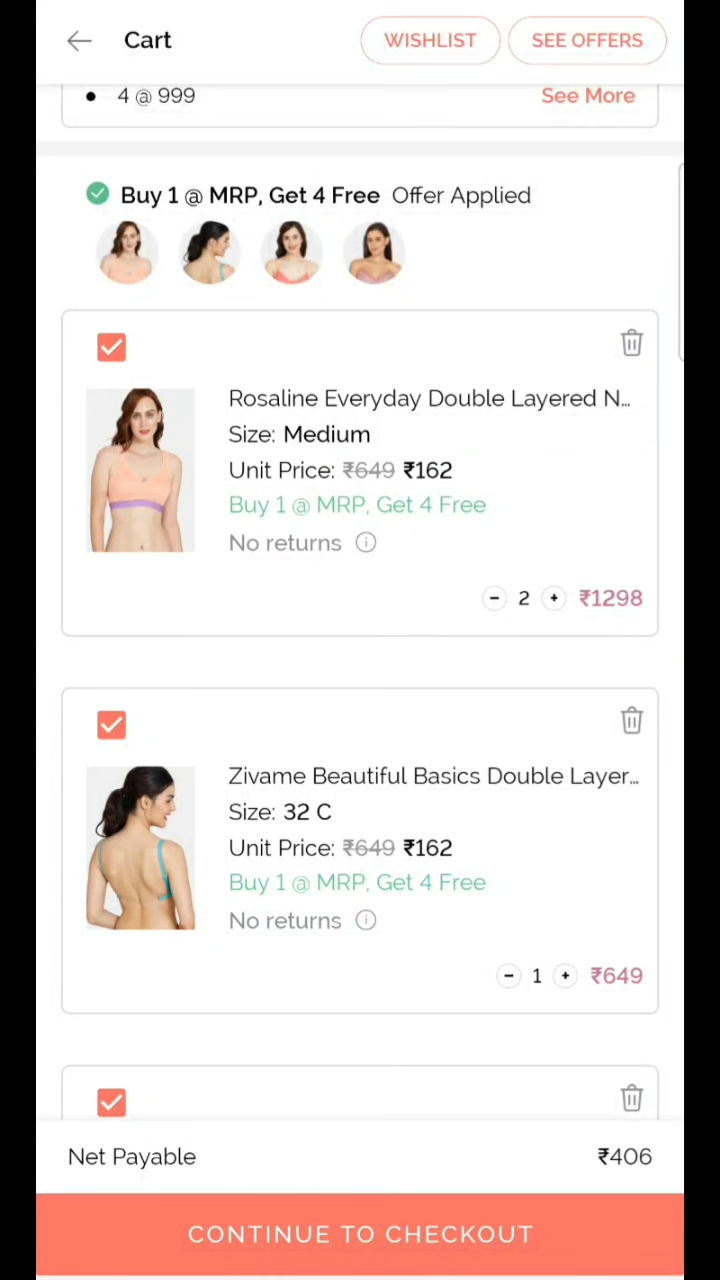 Cart
WISHLIST
SEE OFFERS
• 4 @ 999
See More
Buy 1 @ MRP, Get 4 Free Offer Applied
Rosaline Everyday Double Layered N...
Size: Medium
Unit Price: ₹649 ₹162
Buy 1 @ MRP, Get 4 Free
No returns
- 2 + ₹1298
Zivame Beautiful Basics Double Layer...
Size: 32 C
Unit Price: ₹649 ₹162
Buy 1 @ MRP, Get 4 Free
No returns
- 1 + ₹649
Net Payable ₹406
CONTINUE TO CHECKOUT